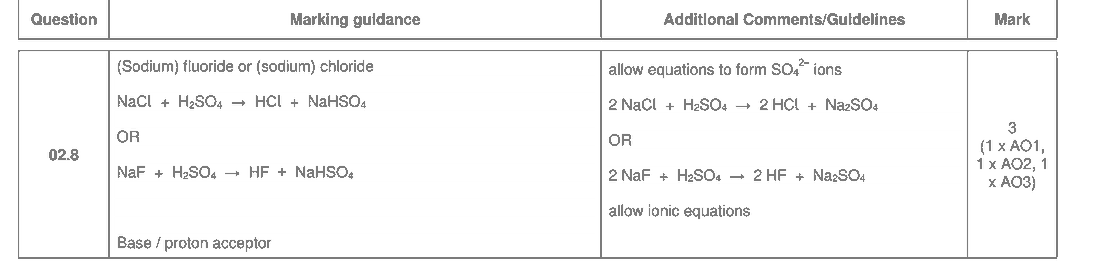 Question Marking guidance Additional Comments/Guidelines Mark
02.8
(Sodium) fluoride or (sodium) chloride
NaCl + H₂SO₄ → HCl + NaHSO₄
OR
NaF + H₂SO₄ → HF + NaHSO₄
Base / proton acceptor
allow equations to form SO₄²⁻ ions
2 NaCl + H₂SO₄ → 2 HCl + Na₂SO₄
OR
2 NaF + H₂SO₄ → 2 HF + Na₂SO₄
allow ionic equations
3
(1 x AO1,
1 x AO2, 1
x AO3)